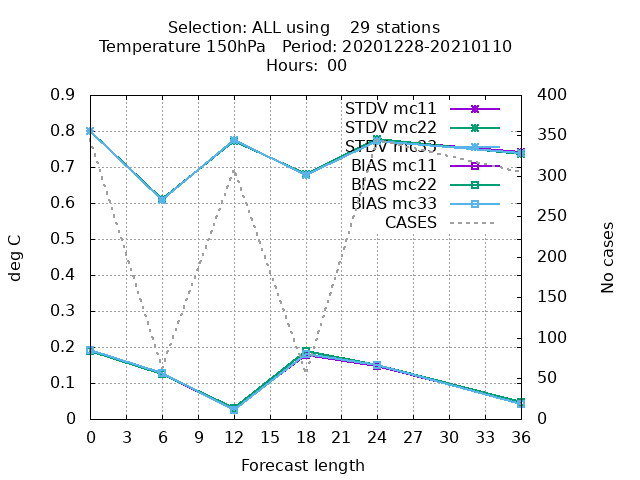 Selection: ALL using    29 stations
Temperature 150hPa   Period: 20201228-20210110
Hours: 00
0.9
0.8
0.7
0.6
0.5
0.4
0.3
0.2
0.1
0
deg C
STDV mc11
STDV mc22
STDV mc33
BIAS mc11
BIAS mc22
BIAS mc33
CASES
400
350
300
250
200
150
100
50
0
No cases
0 3 6 9 12 15 18 21 24 27 30 33 36
Forecast length